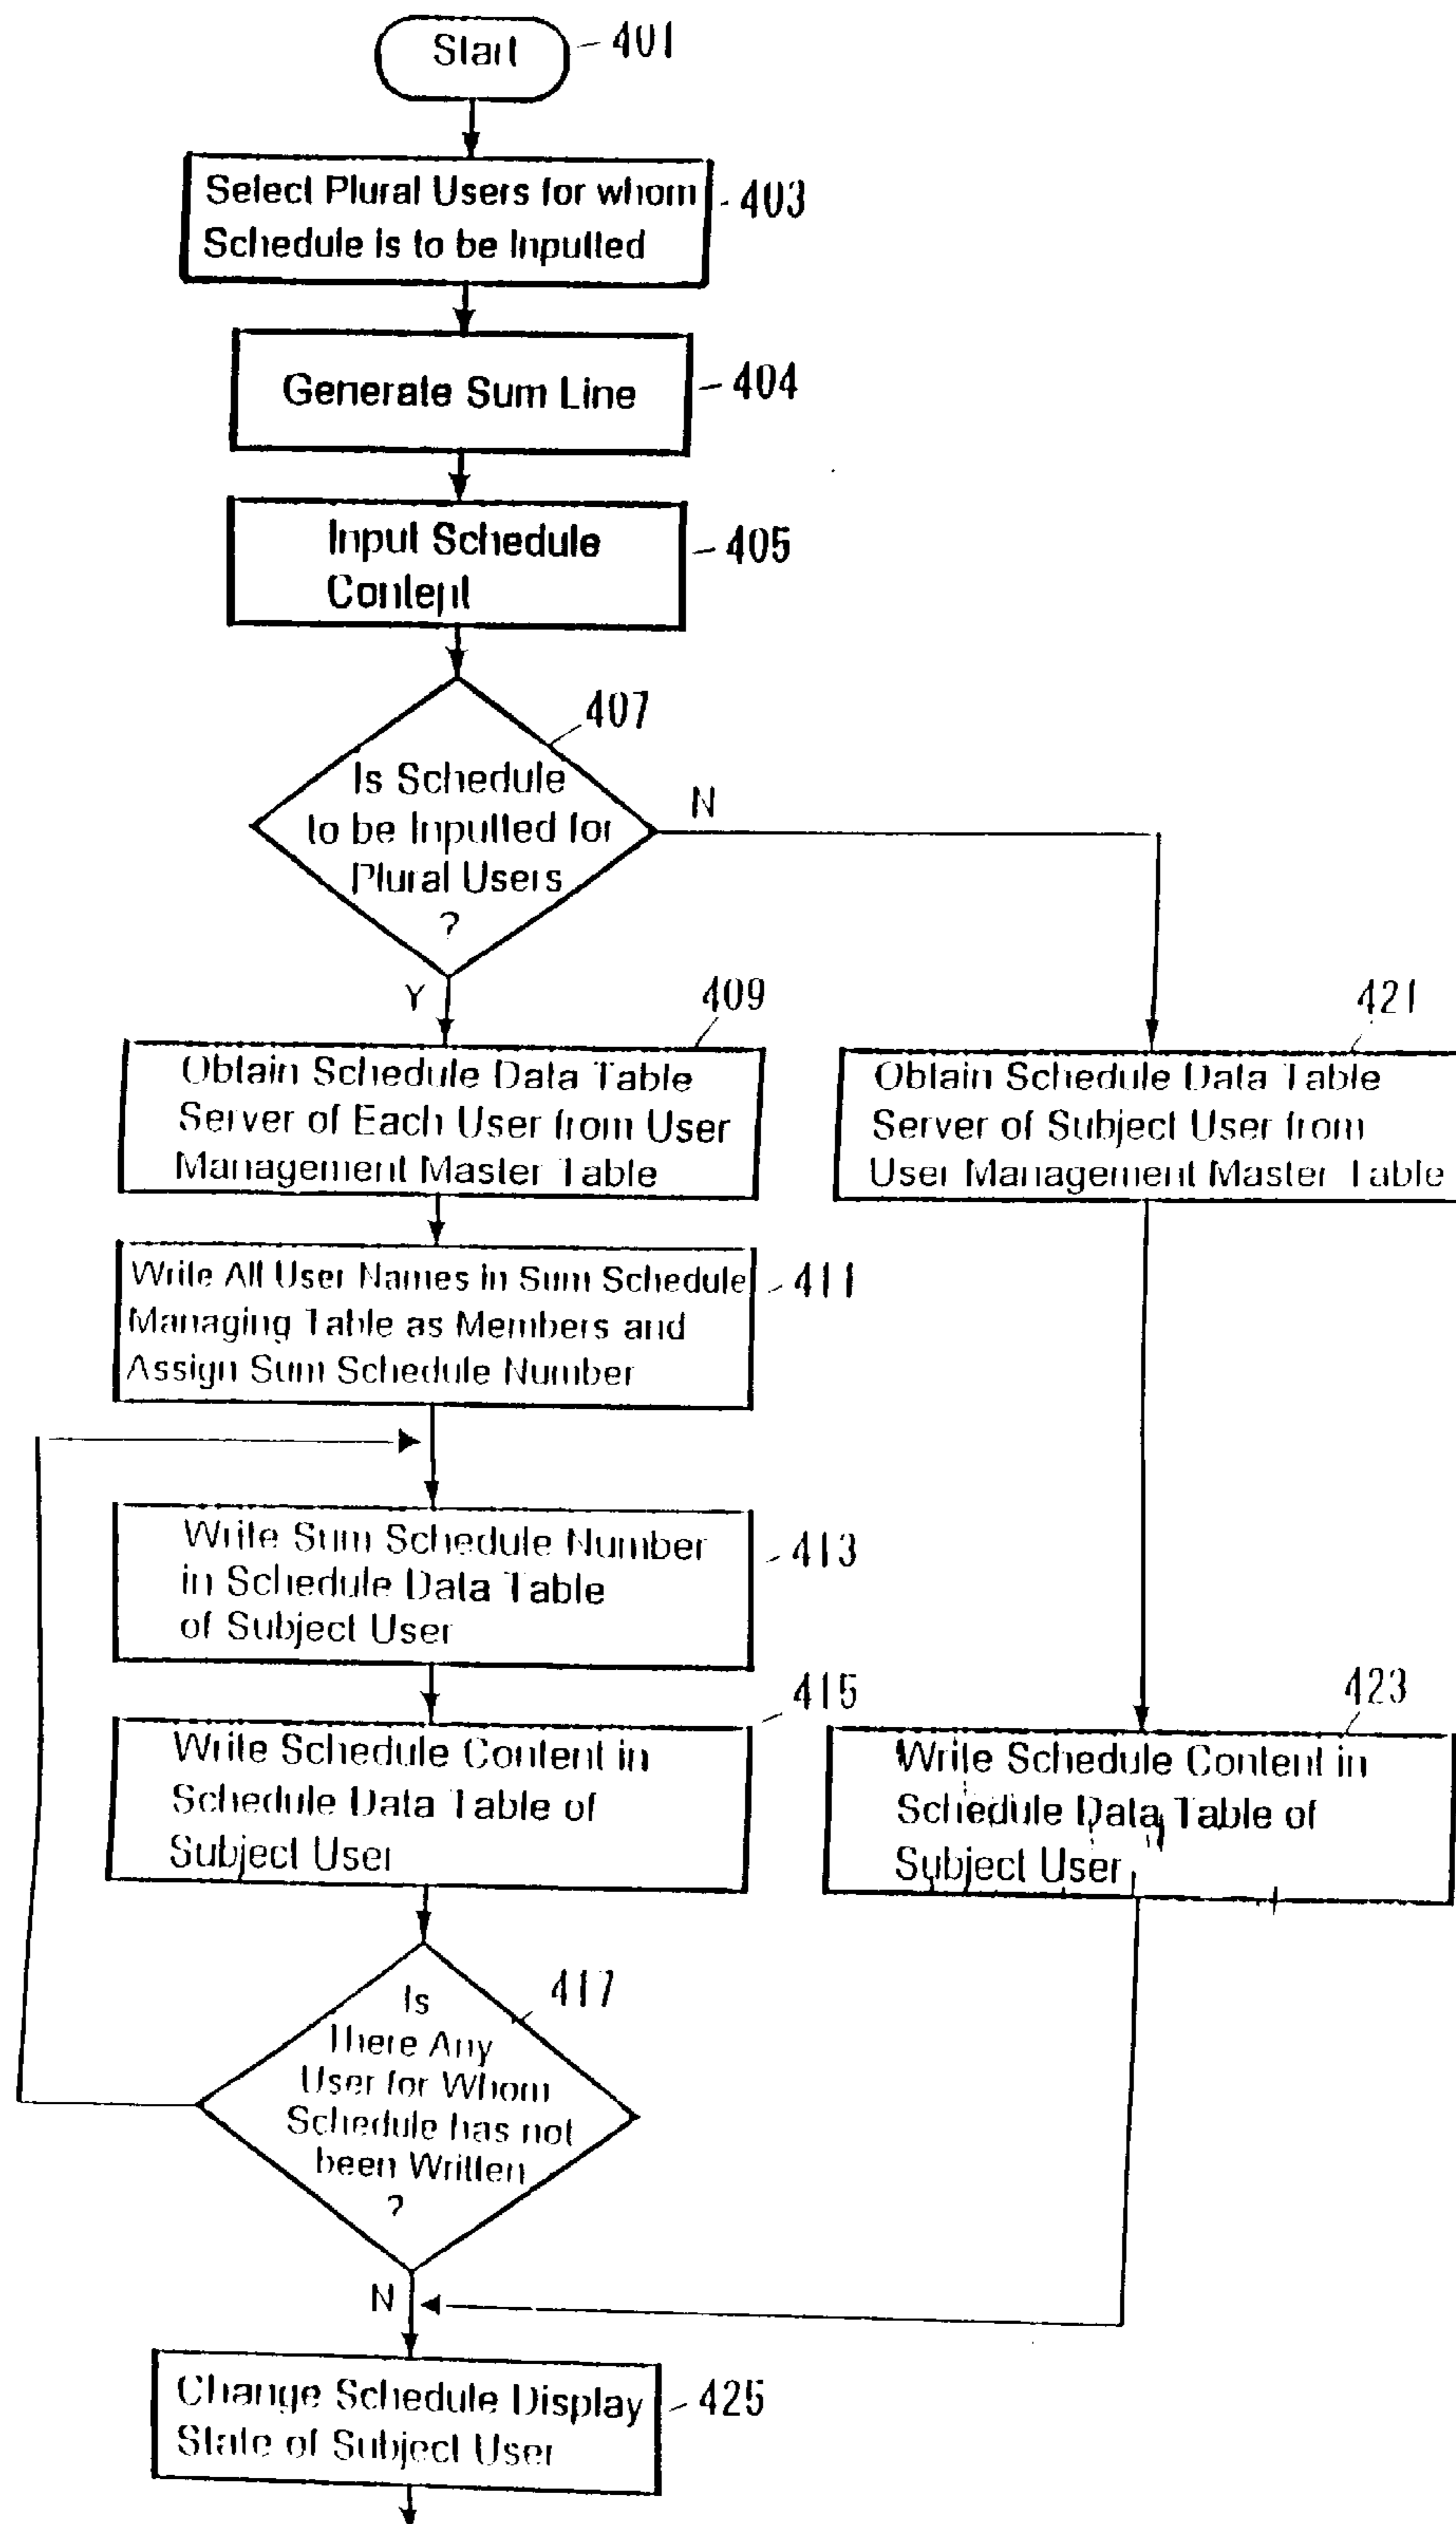 Start
401
Select Plural Users for whom
Schedule is to be Inputted
403
Generate Sum Line
404
Input Schedule
Content
405
407
Is Schedule
to be Inputted for
Plural Users
?
N
Y
409
Obtain Schedule Data Table
Server of Each User from User
Management Master Table
421
Obtain Schedule Data Table
Server of Subject User from
User Management Master Table
Write All User Names in Sum Schedule
Managing Table as Members and
Assign Sum Schedule Number
411
Write Sum Schedule Number
in Schedule Data Table
of Subject User
413
415
Write Schedule Content in
Schedule Data Table of
Subject User
423
Write Schedule Content in
Schedule Data Table of
Subject User
417
Is
There Any
User for Whom
Schedule has not
been Written
?
N
Change Schedule Display
State of Subject User
425